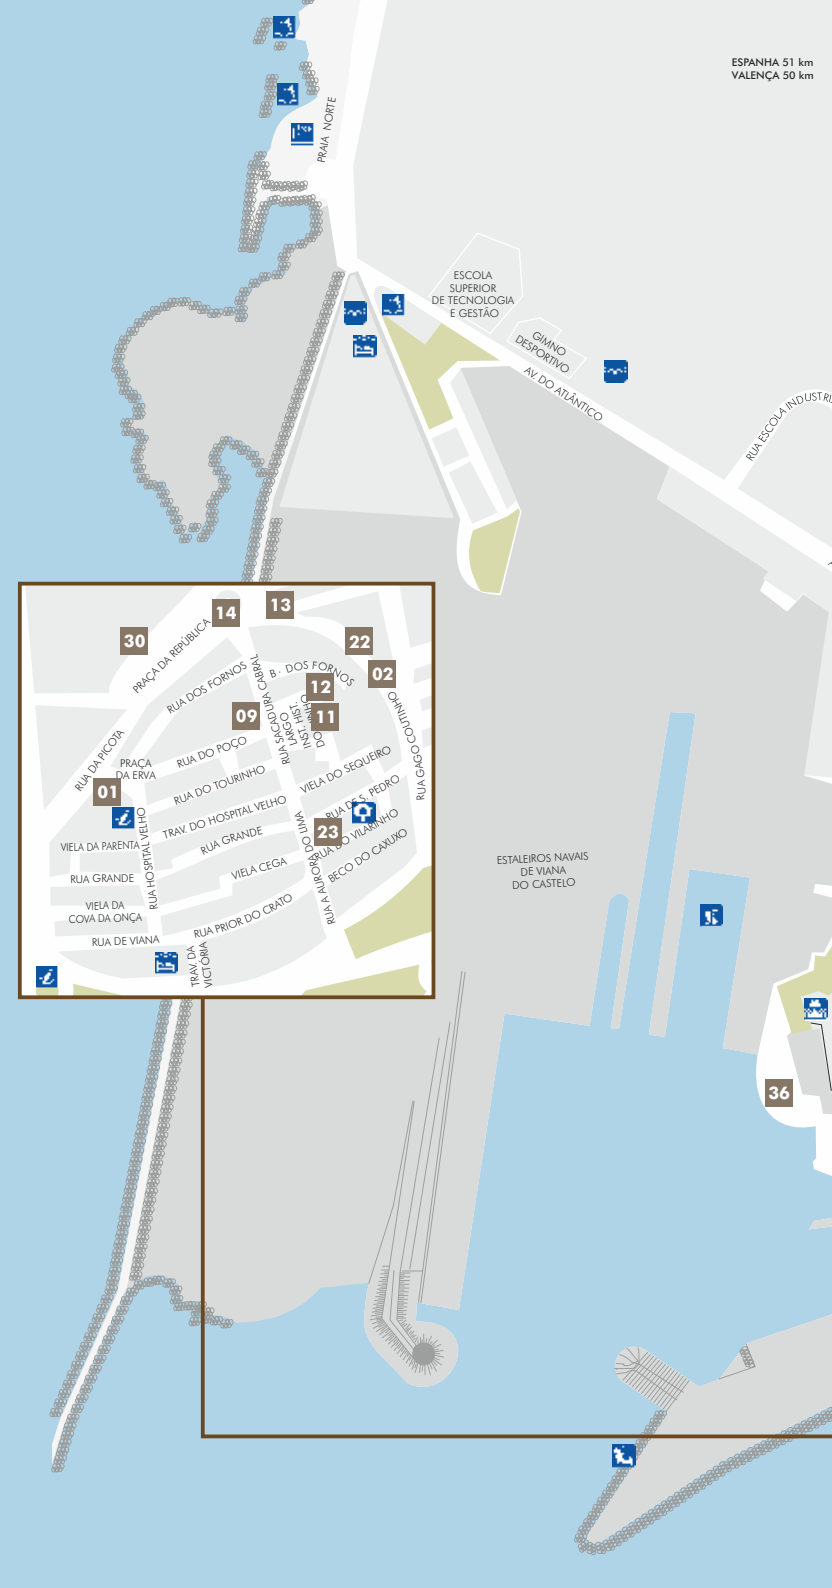 ESPANHA 51 km
VALENÇA 50 km
PRAIA NORTE
ESCOLA
SUPERIOR
DE TECNOLOGIA
E GESTÃO
GIMNO
DESPORTIVO
AV. DO ATLÂNTICO
RUA ESCOLA INDUSTRI
13
14
30
22
PRAÇA DA REPÚBLICA
02
B. DOS FORNOS
RUA DOS FORNOS
12
09
11
RUA SACADURA CABRAL
LARGO
INST. HIST.
RUA GAGO COUTINHO
RUA DA PICOTA
RUA DO POÇO
PRAÇA
DA ERVA
VIELA DO SEQUEIRO
RUA DO TOURINHO
01
RUA DE S. PEDRO
TRAV. DO HOSPITAL VELHO
23
RUA DO VILARINHO
RUA GRANDE
VIELA DA PARENTA
RUA HOSPITAL VELHO
BECO DO CAXUXO
VIELA CEGA
RUA A AURORA DO LIMA
RUA GRANDE
VIELA DA
COVA DA ONÇA
RUA PRIOR DO CRATO
RUA DE VIANA
TRAV. DA
VICTÓRIA
ESTALEIROS NAVAIS
DE VIANA
DO CASTELO
36